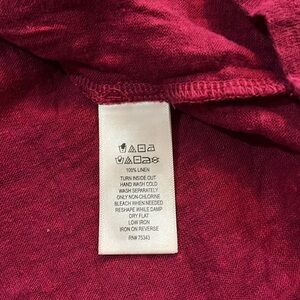 100% LINEN
TURN INSIDE OUT
HAND WASH COLD
WASH SEPARATELY
ONLY NON-CHLORINE
BLEACH WHEN NEEDED
RESHAPE WHILE DAMP
DRY FLAT
LOW IRON
IRON ON REVERSE
RN# 75343